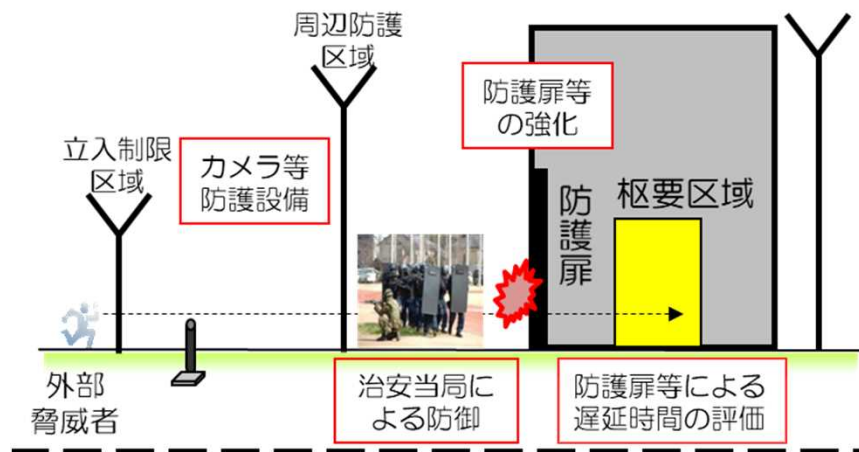 周辺防護
区域
防護扉等
の強化
立入制限
区域
カメラ等
防護設備
防護扉
枢要区域
外部
脅威者
治安当局に
よる防御
防護扉等による
遅延時間の評価